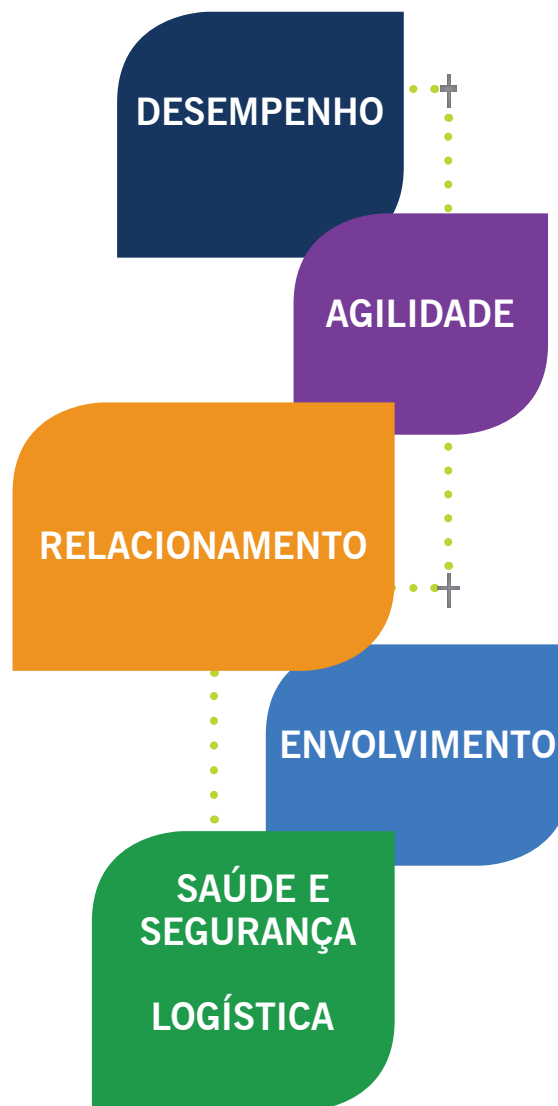 DESEMPENHO
AGILIDADE
RELACIONAMENTO
ENVOLVIMENTO
SAÚDE E
SEGURANÇA
LOGÍSTICA